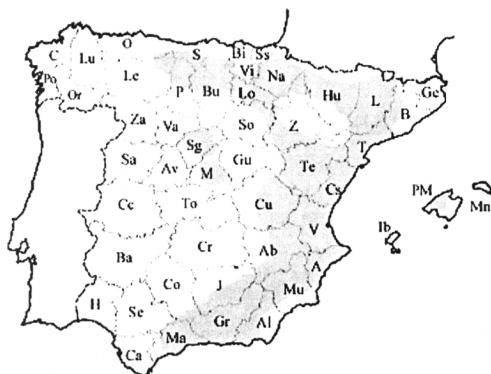 O S Bi Ss
C Lu Vi Na
Po Le P Bu Lo Hu L Ge
Or B
Za Va So Z
Sg T
Sa Av M Gu Te
Cc To Cu Cs PM Mn
V Ib
Ba Cr Ab A
Co J Mu
H Se Gr Al
Ca Ma